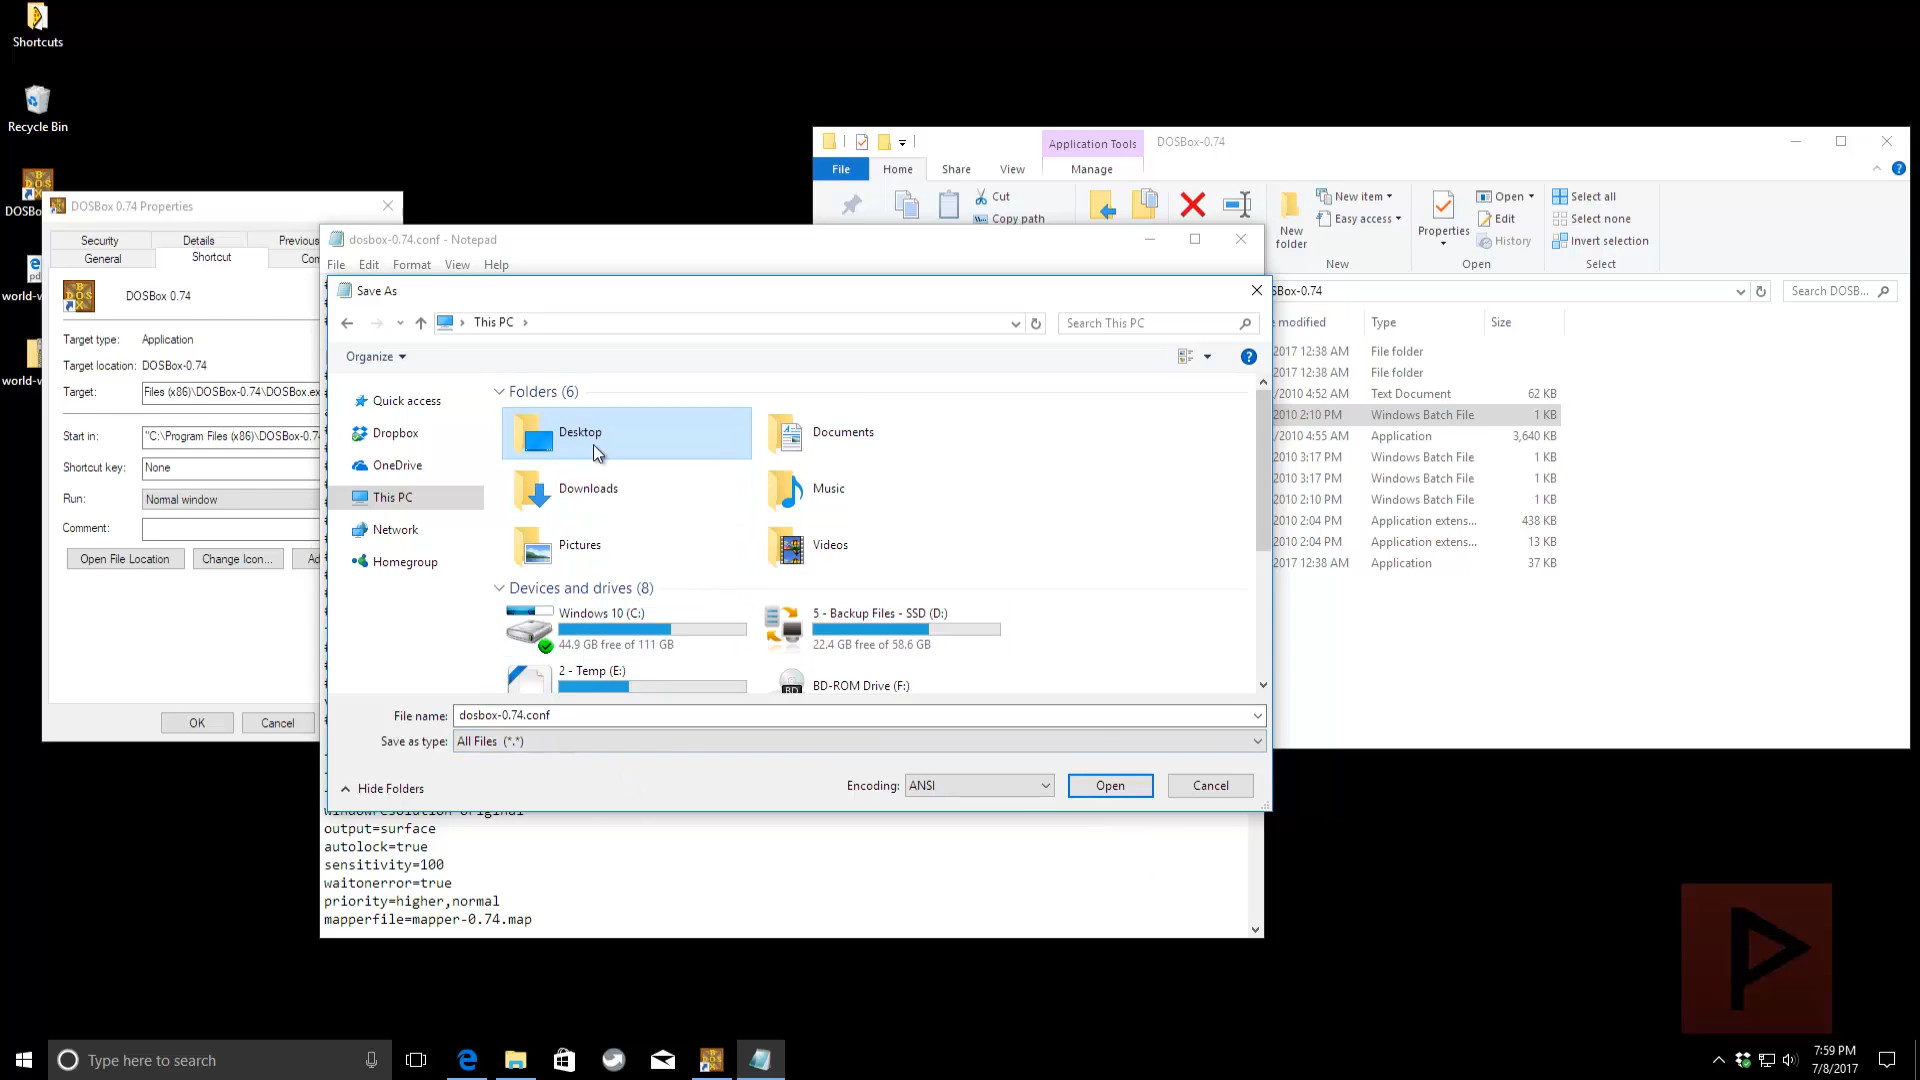 Shortcuts
Recycle Bin
DOSB
world-w
world-w
DOSBox 0.74 Properties
Security
Details
Previous
General
Shortcut
DOSBox 0.74
Target type:
Application
Target location:
DOSBox-0.74
Target:
Files (x86)\DOSBox-0.74\DOSBox.ex
Start in:
"C:\Program Files (x86)\DOSBox-0.74
Shortcut key:
None
Run:
Normal window
Comment:
Open File Location
Change Icon...
Ad
OK
Cancel
dosbox-0.74.conf - Notepad
File
Edit
Format
View
Help
Save As
This PC
Search This PC
Organize
Quick access
Dropbox
OneDrive
This PC
Network
Homegroup
Folders (6)
Desktop
Documents
Downloads
Music
Pictures
Videos
Devices and drives (8)
Windows 10 (C:)
44.9 GB free of 111 GB
5 - Backup Files - SSD (D:)
22.4 GB free of 58.6 GB
2 - Temp (E:)
BD-ROM Drive (F:)
File name:
dosbox-0.74.conf
Save as type:
All Files (*.*)
Hide Folders
Encoding:
ANSI
Open
Cancel
output=surface
autolock=true
sensitivity=100
waitonerror=true
priority=higher,normal
mapperfile=mapper-0.74.map
Application Tools
DOSBox-0.74
File
Home
Share
View
Manage
Cut
Copy path
New folder
New item
Easy access
New
Properties
Open
Edit
History
Open
Select all
Select none
Invert selection
Select
SBox-0.74
Search DOSB...
e modified
Type
Size
2017 12:38 AM File folder
2017 12:38 AM File folder
/2010 4:52 AM Text Document 62 KB
2010 2:10 PM Windows Batch File 1 KB
/2010 4:55 AM Application 3,640 KB
2010 3:17 PM Windows Batch File 1 KB
2010 3:17 PM Windows Batch File 1 KB
2010 2:10 PM Windows Batch File 1 KB
2010 2:04 PM Application extens... 438 KB
2010 2:04 PM Application extens... 13 KB
2017 12:38 AM Application 37 KB
Type here to search
7:59 PM
7/8/2017